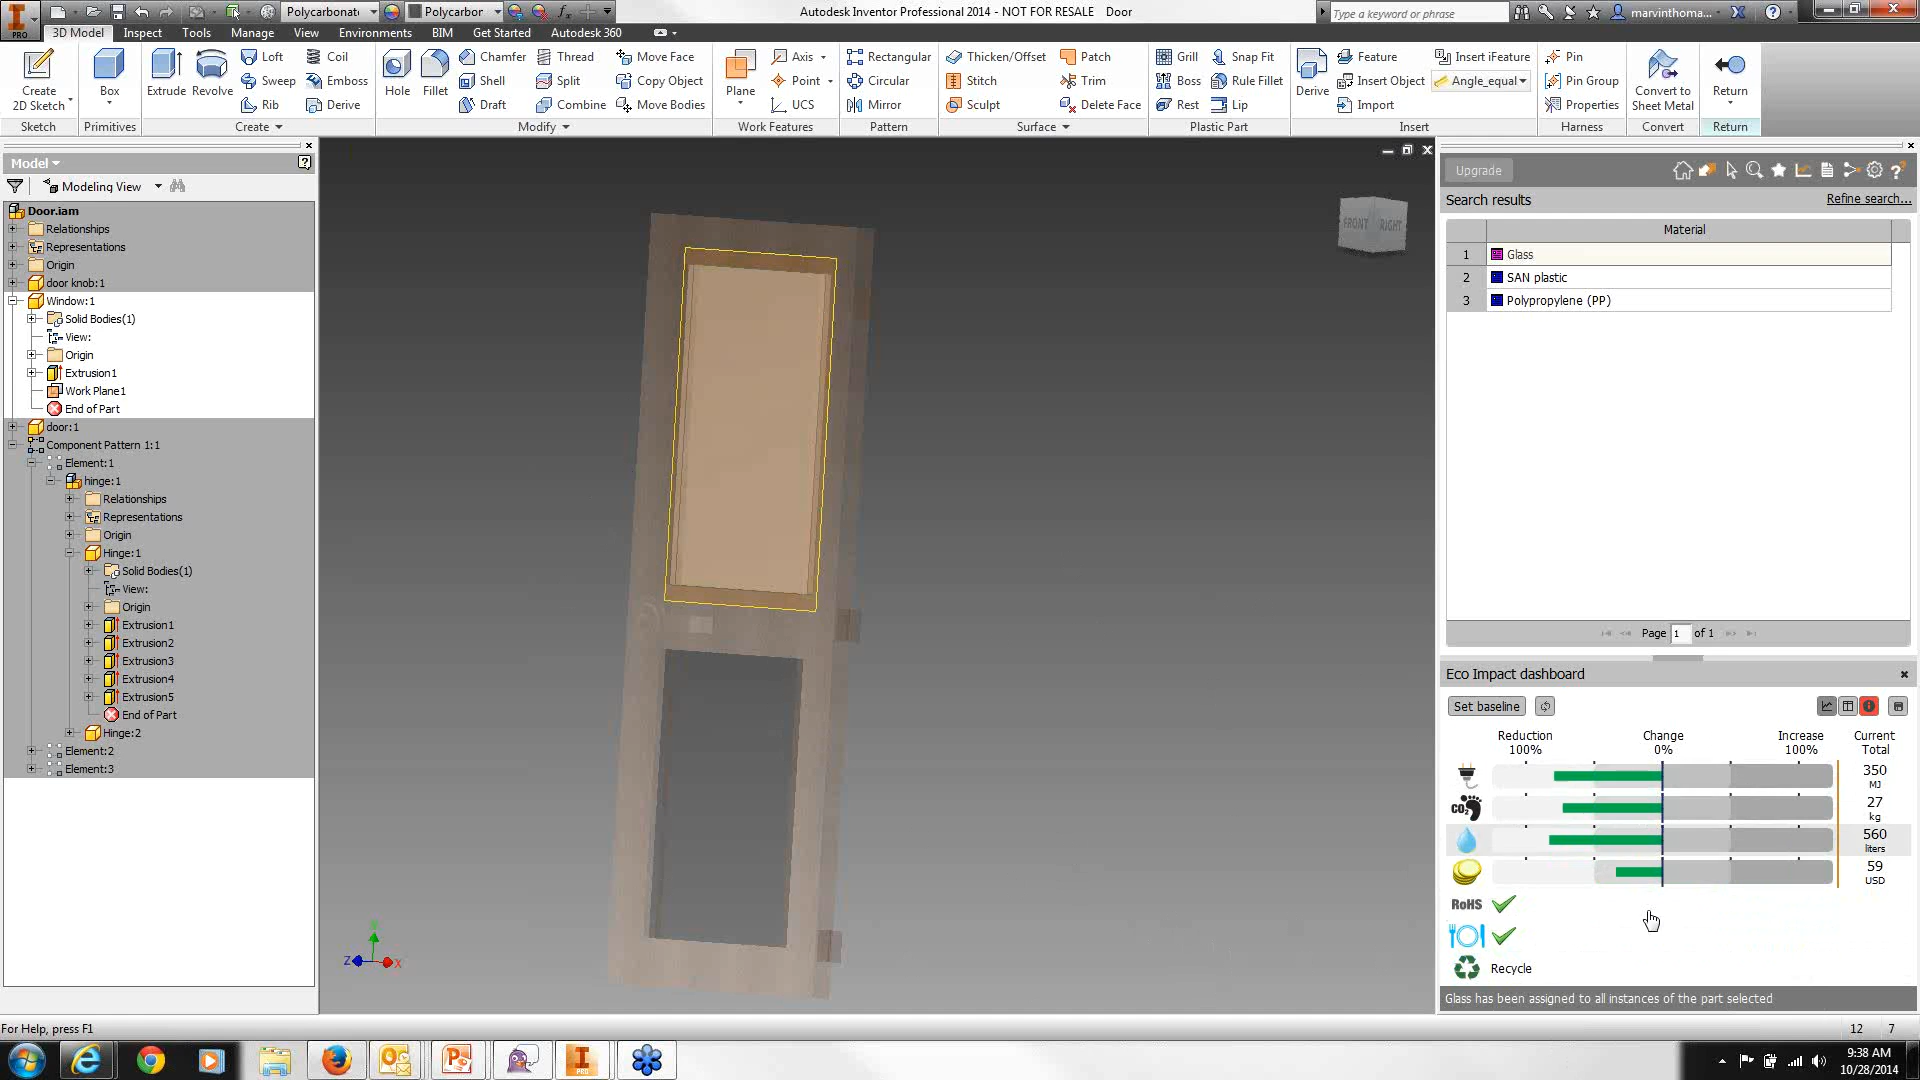 Polycarbonat
Polycarbor
Autodesk Inventor Professional 2014 - NOT FOR RESALE Door
Type a keyword or phrase
marvinthoma...
PRO
3D Model Inspect Tools Manage View Environments BIM Get Started Autodesk 360
Create
2D Sketch
Box
Extrude Revolve
Loft
Sweep
Rib
Coil
Emboss
Derive
Hole Fillet
Chamfer
Shell
Draft
Thread
Split
Combine
Move Face
Copy Object
Move Bodies
Plane
Axis
Point
UCS
Rectangular
Circular
Mirror
Thicken/Offset
Stitch
Sculpt
Patch
Trim
Delete Face
Grill
Boss
Rest
Snap Fit
Rule Fillet
Lip
Derive
Feature
Insert Object
Import
Insert iFeature
Angle_equal
Pin
Pin Group
Properties
Convert to
Sheet Metal
Return
Sketch Primitives Create Modify Work Features Pattern Surface Plastic Part Insert Harness Convert Return
Model
Modeling View
Door.iam
Relationships
Representations
Origin
door knob:1
Window:1
Solid Bodies(1)
View:
Origin
Extrusion1
Work Plane1
End of Part
door:1
Component Pattern 1:1
Element:1
hinge:1
Relationships
Representations
Origin
Hinge:1
Solid Bodies(1)
View:
Origin
Extrusion1
Extrusion2
Extrusion3
Extrusion4
Extrusion5
End of Part
Hinge:2
Element:2
Element:3
FRONT RIGHT
Y
Z
X
Upgrade
Search results
Refine search...
Material
1 Glass
2 SAN plastic
3 Polypropylene (PP)
Page 1 of 1
Eco Impact dashboard
Set baseline
Reduction Change Increase Current
100% 0% 100% Total
350
MJ
CO2
27
kg
560
liters
59
USD
RoHS
Recycle
Glass has been assigned to all instances of the part selected
For Help, press F1
12 7
PRO
9:38 AM
10/28/2014